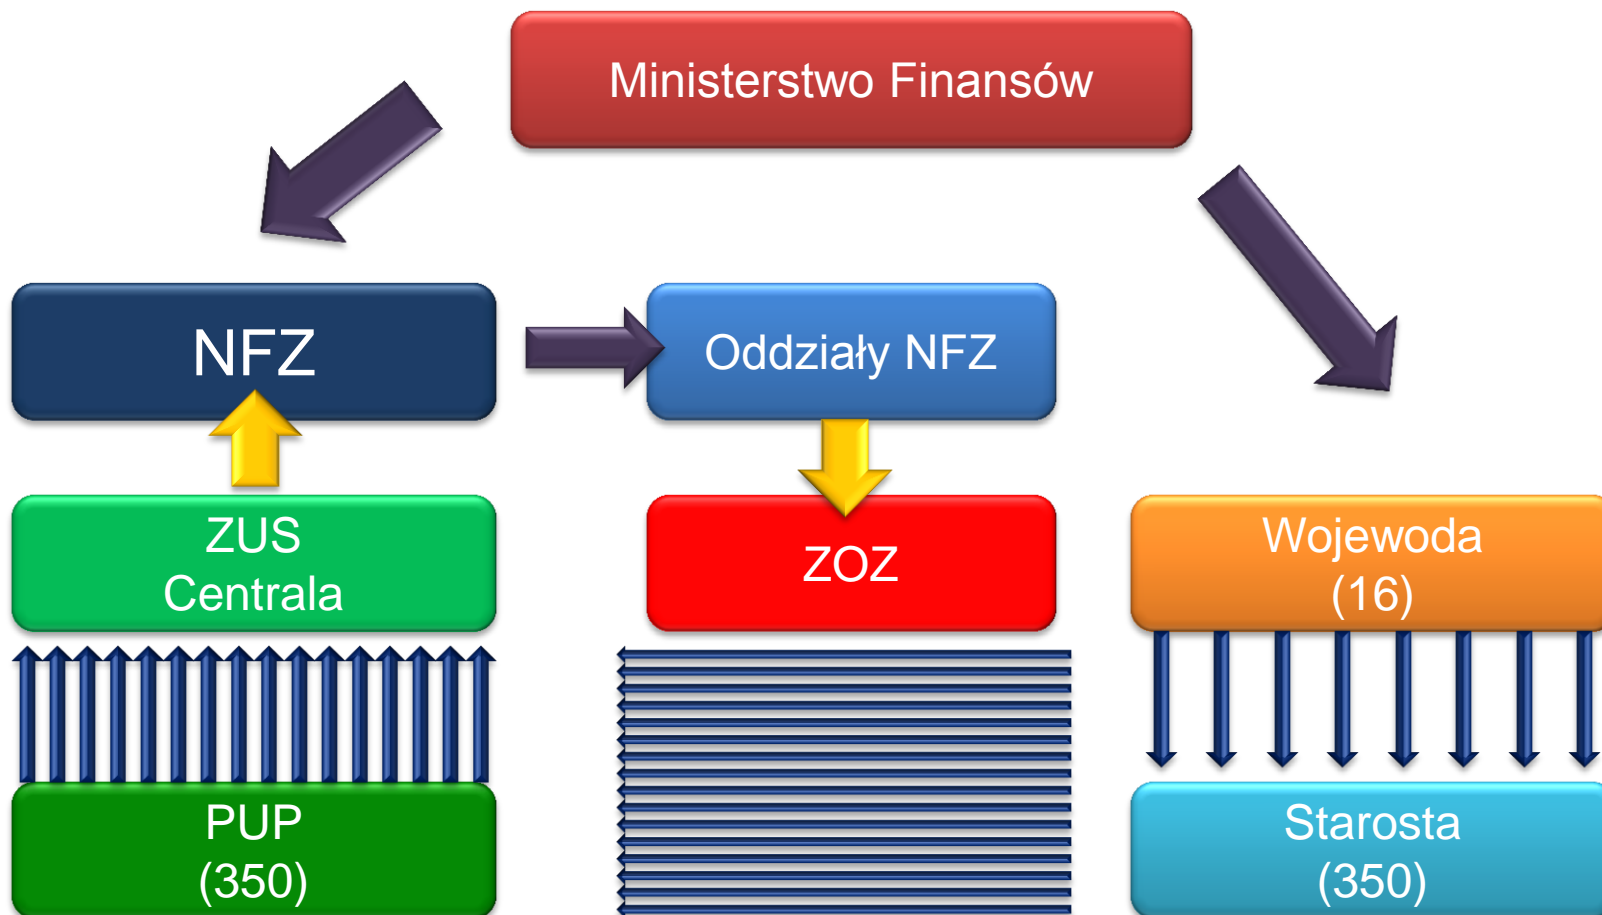 Ministerstwo Finansów
NFZ
Oddziały NFZ
ZUS
Centrala
ZOZ
Wojewoda
(16)
PUP
(350)
Starosta
(350)